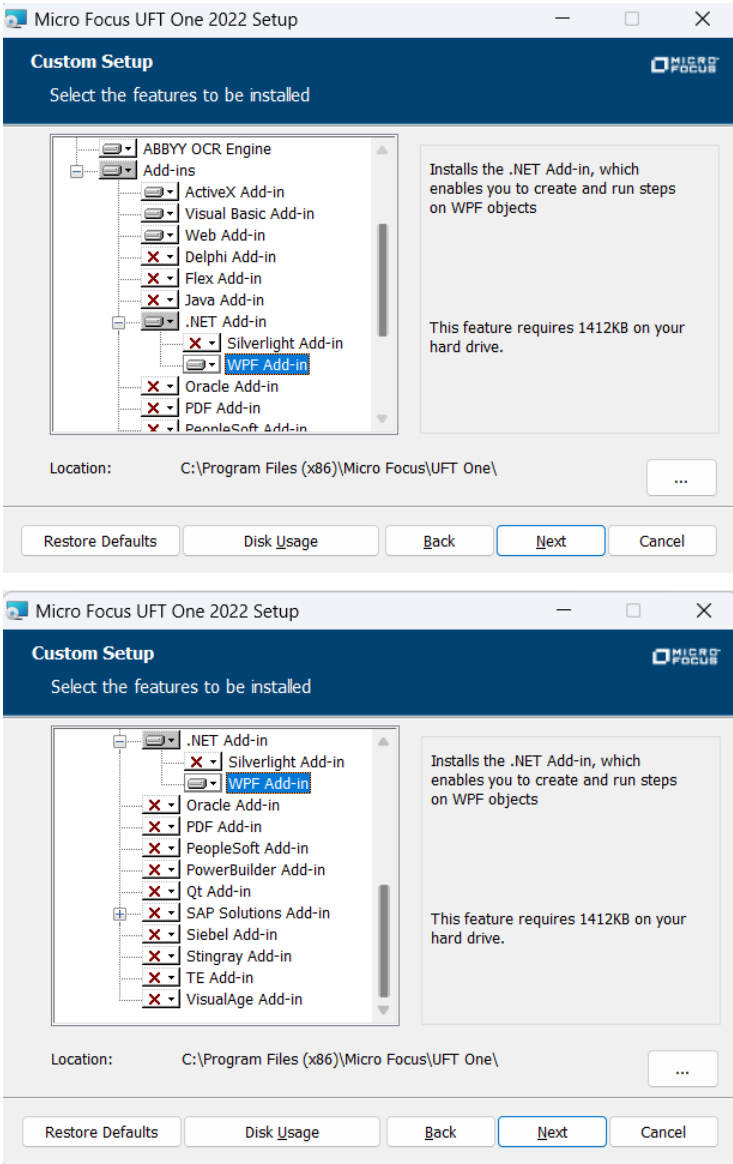 Micro Focus UFT One 2022 Setup
Custom Setup
MICRO
FOCUS
Select the features to be installed
ABBYY OCR Engine
Add-ins
ActiveX Add-in
Visual Basic Add-in
Web Add-in
Delphi Add-in
Flex Add-in
Java Add-in
.NET Add-in
Silverlight Add-in
WPF Add-in
Oracle Add-in
PDF Add-in
PeopleSoft Add-in
Installs the .NET Add-in, which
enables you to create and run steps
on WPF objects
This feature requires 1412KB on your
hard drive.
Location: C:\Program Files (x86)\Micro Focus\UFT One\
...
Restore Defaults Disk Usage Back Next Cancel
Micro Focus UFT One 2022 Setup
Custom Setup
MICRO
FOCUS
Select the features to be installed
.NET Add-in
Silverlight Add-in
WPF Add-in
Oracle Add-in
PDF Add-in
PeopleSoft Add-in
PowerBuilder Add-in
Qt Add-in
SAP Solutions Add-in
Siebel Add-in
Stingray Add-in
TE Add-in
VisualAge Add-in
Installs the .NET Add-in, which
enables you to create and run steps
on WPF objects
This feature requires 1412KB on your
hard drive.
Location: C:\Program Files (x86)\Micro Focus\UFT One\
...
Restore Defaults Disk Usage Back Next Cancel